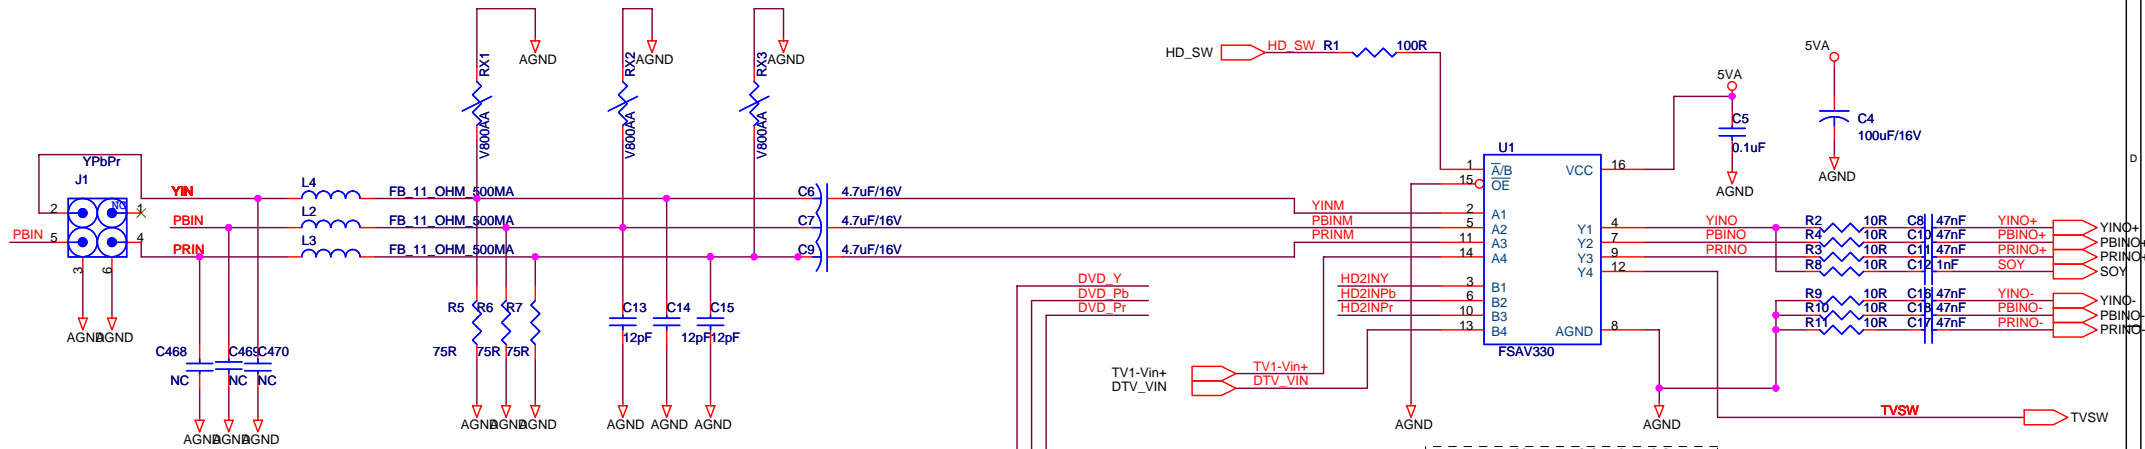 AGND
AGND
AGND
RX1
RX2
RX3
V800AA
V800AA
V800AA
HD_SW
HD_SW
R1
100R
5VA
5VA
C5
0.1uF
C4
100uF/16V
D
YPbPr
J1
NC
2
1
5
4
3
6
PBIN
YIN
PBIN
PRIN
L4
FB_11_OHM_500MA
L2
FB_11_OHM_500MA
L3
FB_11_OHM_500MA
C6
4.7uF/16V
C7
4.7uF/16V
C9
4.7uF/16V
YINM
PBINM
PRINM
U1
1
A/B
15
OE
2
A1
5
A2
11
A3
14
A4
3
B1
6
B2
10
B3
13
B4
VCC
16
Y1
4
Y2
7
Y3
9
Y4
12
AGND
8
FSAV330
AGND
AGND
YINO
R2
10R
C8
47nF
YINO+
YINO+
PBINO
R4
10R
C10
47nF
PBINO+
PBINO+
PRINO
R3
10R
C11
47nF
PRINO+
PRINO+
R8
10R
C12
1nF
SOY
SOY
R9
10R
C16
47nF
YINO-
YINO-
R10
10R
C18
47nF
PBINO-
PBINO-
R11
10R
C17
47nF
PRINO-
PRINO-
DVD_Y
DVD_Pb
DVD_Pr
HD2INY
HD2INPb
HD2INPr
R5
R6
R7
75R
75R
75R
C13
C14
C15
12pF
12pF
12pF
AGND
AGND
C468
C469
C470
NC
NC
NC
TV1-Vin+
TV1-Vin+
DTV_VIN
DTV_VIN
AGND
AGND
AGND
AGND
AGND
AGND
AGND
AGND
AGND
AGND
AGND
TVSW
TVSW